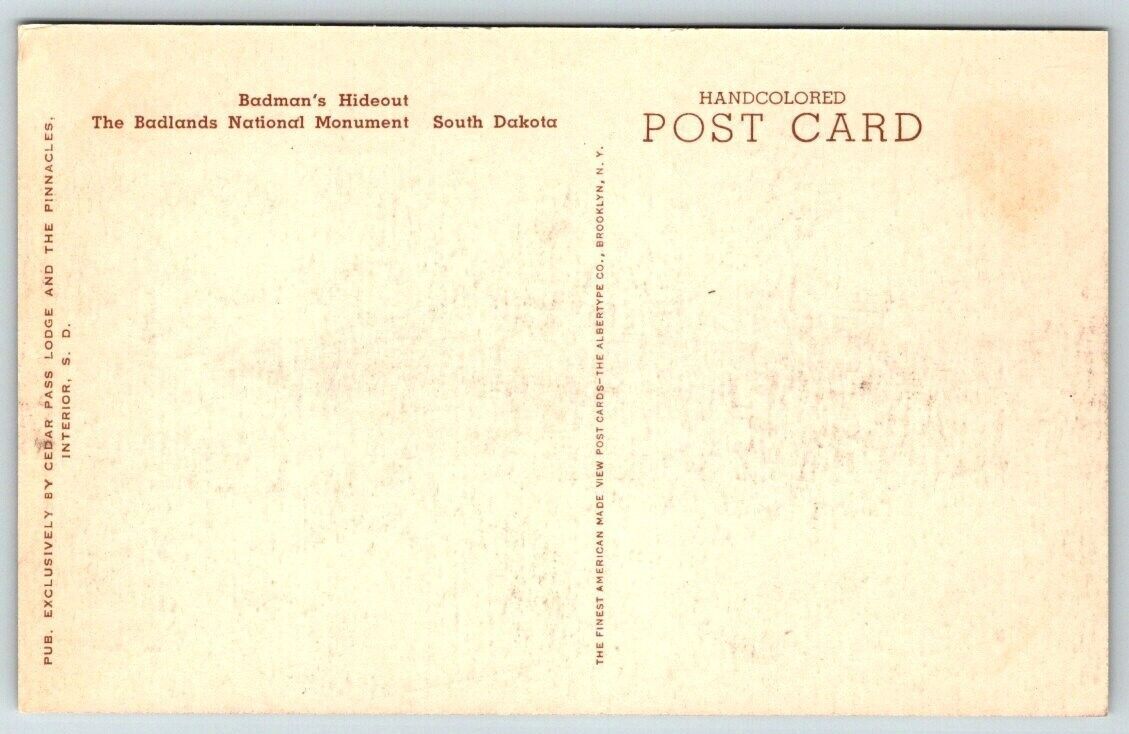 Badman's Hideout
The Badlands National Monument South Dakota
HANDCOLORED
POST CARD
PUB. EXCLUSIVELY BY CEDAR PASS LODGE AND THE PINNACLES,
INTERIOR, S. D.
THE FINEST AMERICAN MADE VIEW POST CARDS—THE ALBERTYPE CO., BROOKLYN, N. Y.